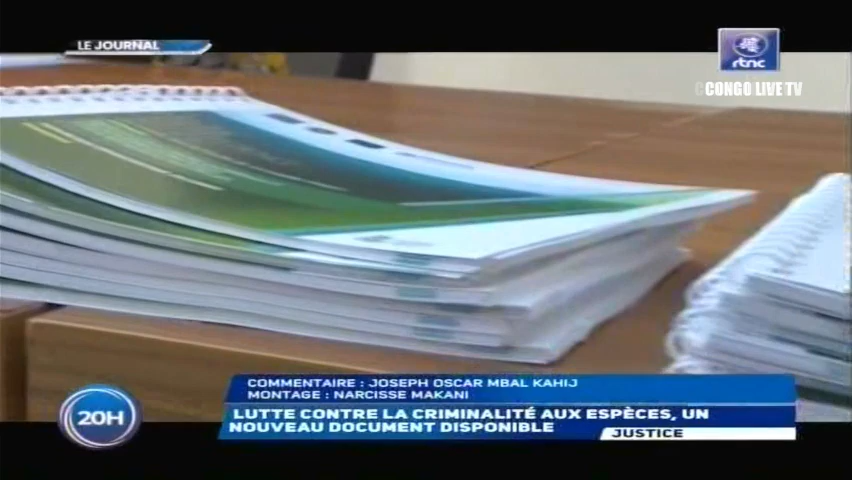 LE JOURNAL
rtnc
CONGO LIVE TV
COMMENTAIRE : JOSEPH OSCAR MBAL KAHIJ
MONTAGE : NARCISSE MAKANI
20H
LUTTE CONTRE LA CRIMINALITÉ AUX ESPÈCES, UN
NOUVEAU DOCUMENT DISPONIBLE
JUSTICE